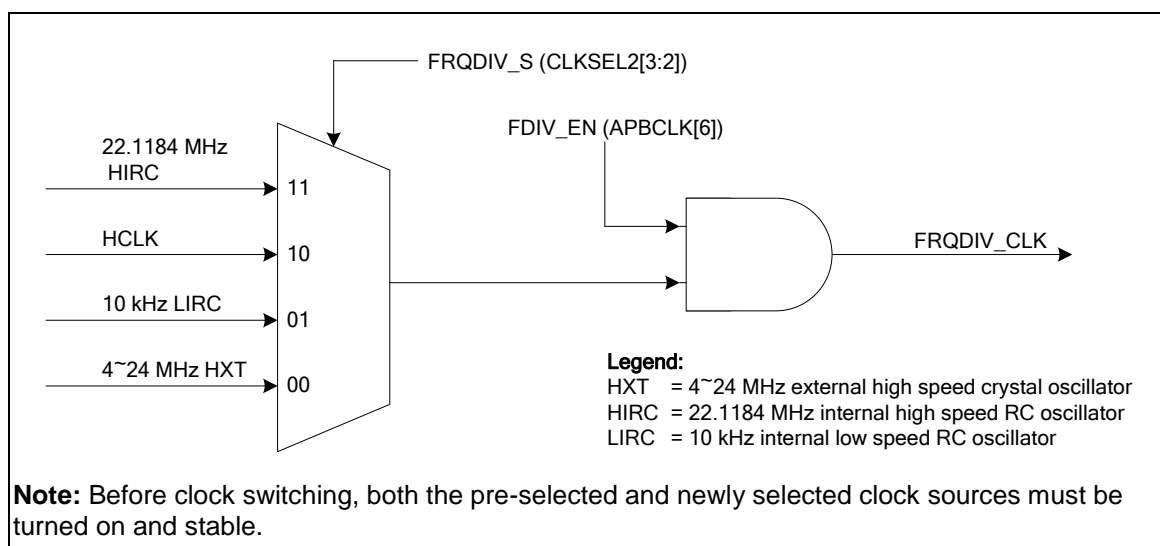 FRQDIV_S (CLKSEL2[3:2])
FDIV_EN (APBCLK[6])
22.1184 MHz
HIRC
11
HCLK
10
10 kHz LIRC
01
4~24 MHz HXT
00
FRQDIV_CLK
Legend:
HXT = 4~24 MHz external high speed crystal oscillator
HIRC = 22.1184 MHz internal high speed RC oscillator
LIRC = 10 kHz internal low speed RC oscillator
Note: Before clock switching, both the pre-selected and newly selected clock sources must be
turned on and stable.